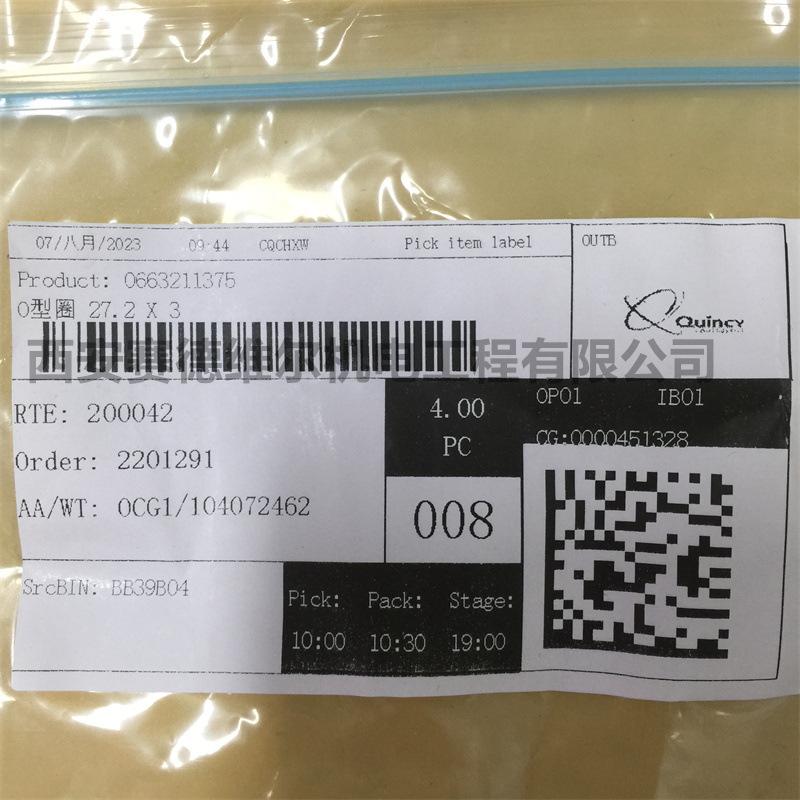 07/八月/2023 09:44 CQCHXW Pick item label
OUTB
Product: 0663211375
O型圈 27.2 X 3
Quincy
西安赛德维尔机电工程有限公司
RTE: 200042
Order: 2201291
AA/WT: OCG1/104072462
4.00
PC
OP01 IB01
CG:0000451328
008
SrcBIN: BB39B04
Pick: Pack: Stage:
10:00 10:30 19:00